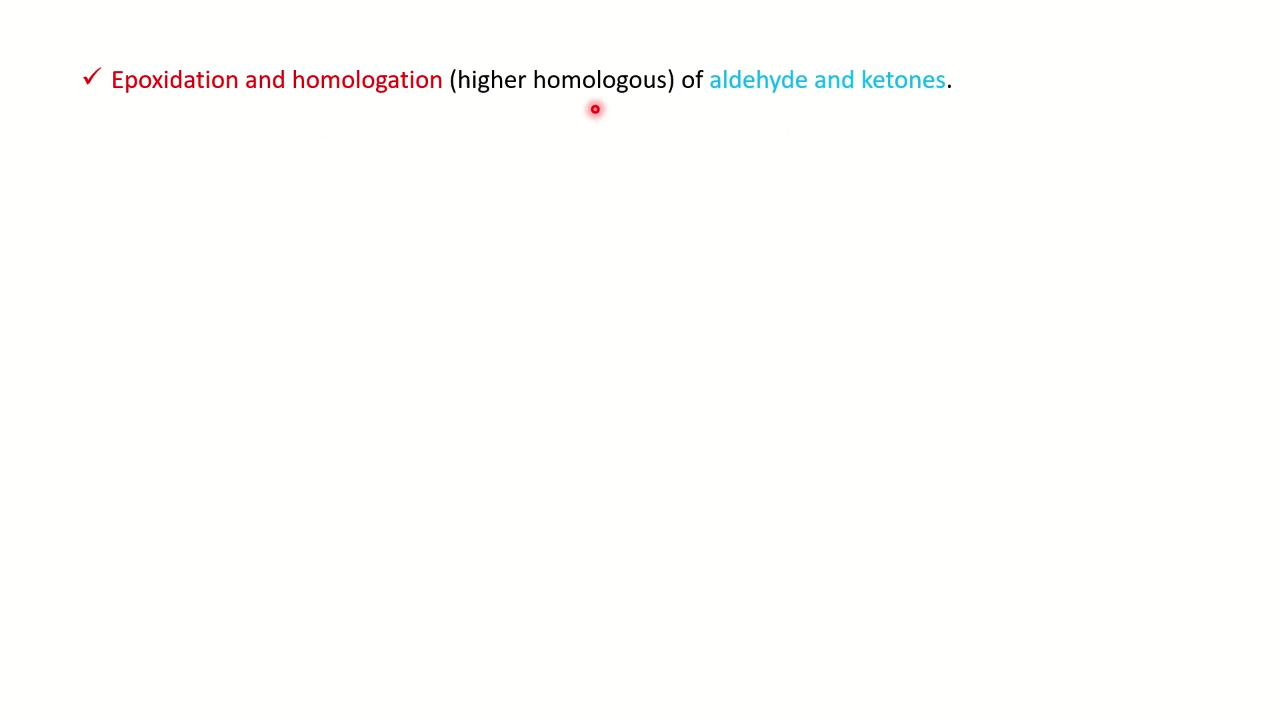 ✓ Epoxidation and homologation (higher homologous) of aldehyde and ketones.